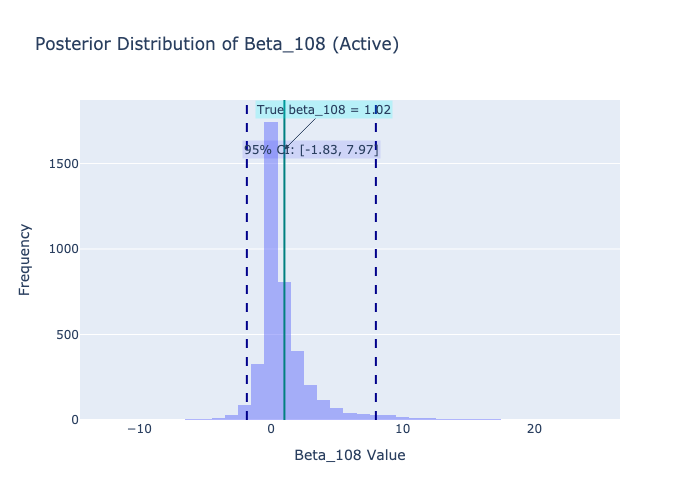 Posterior Distribution of Beta_108 (Active)
True beta_108 = 1.02
95% CI: [-1.83, 7.97]
1500
1000
500
0
Frequency
−10
0
10
20
Beta_108 Value